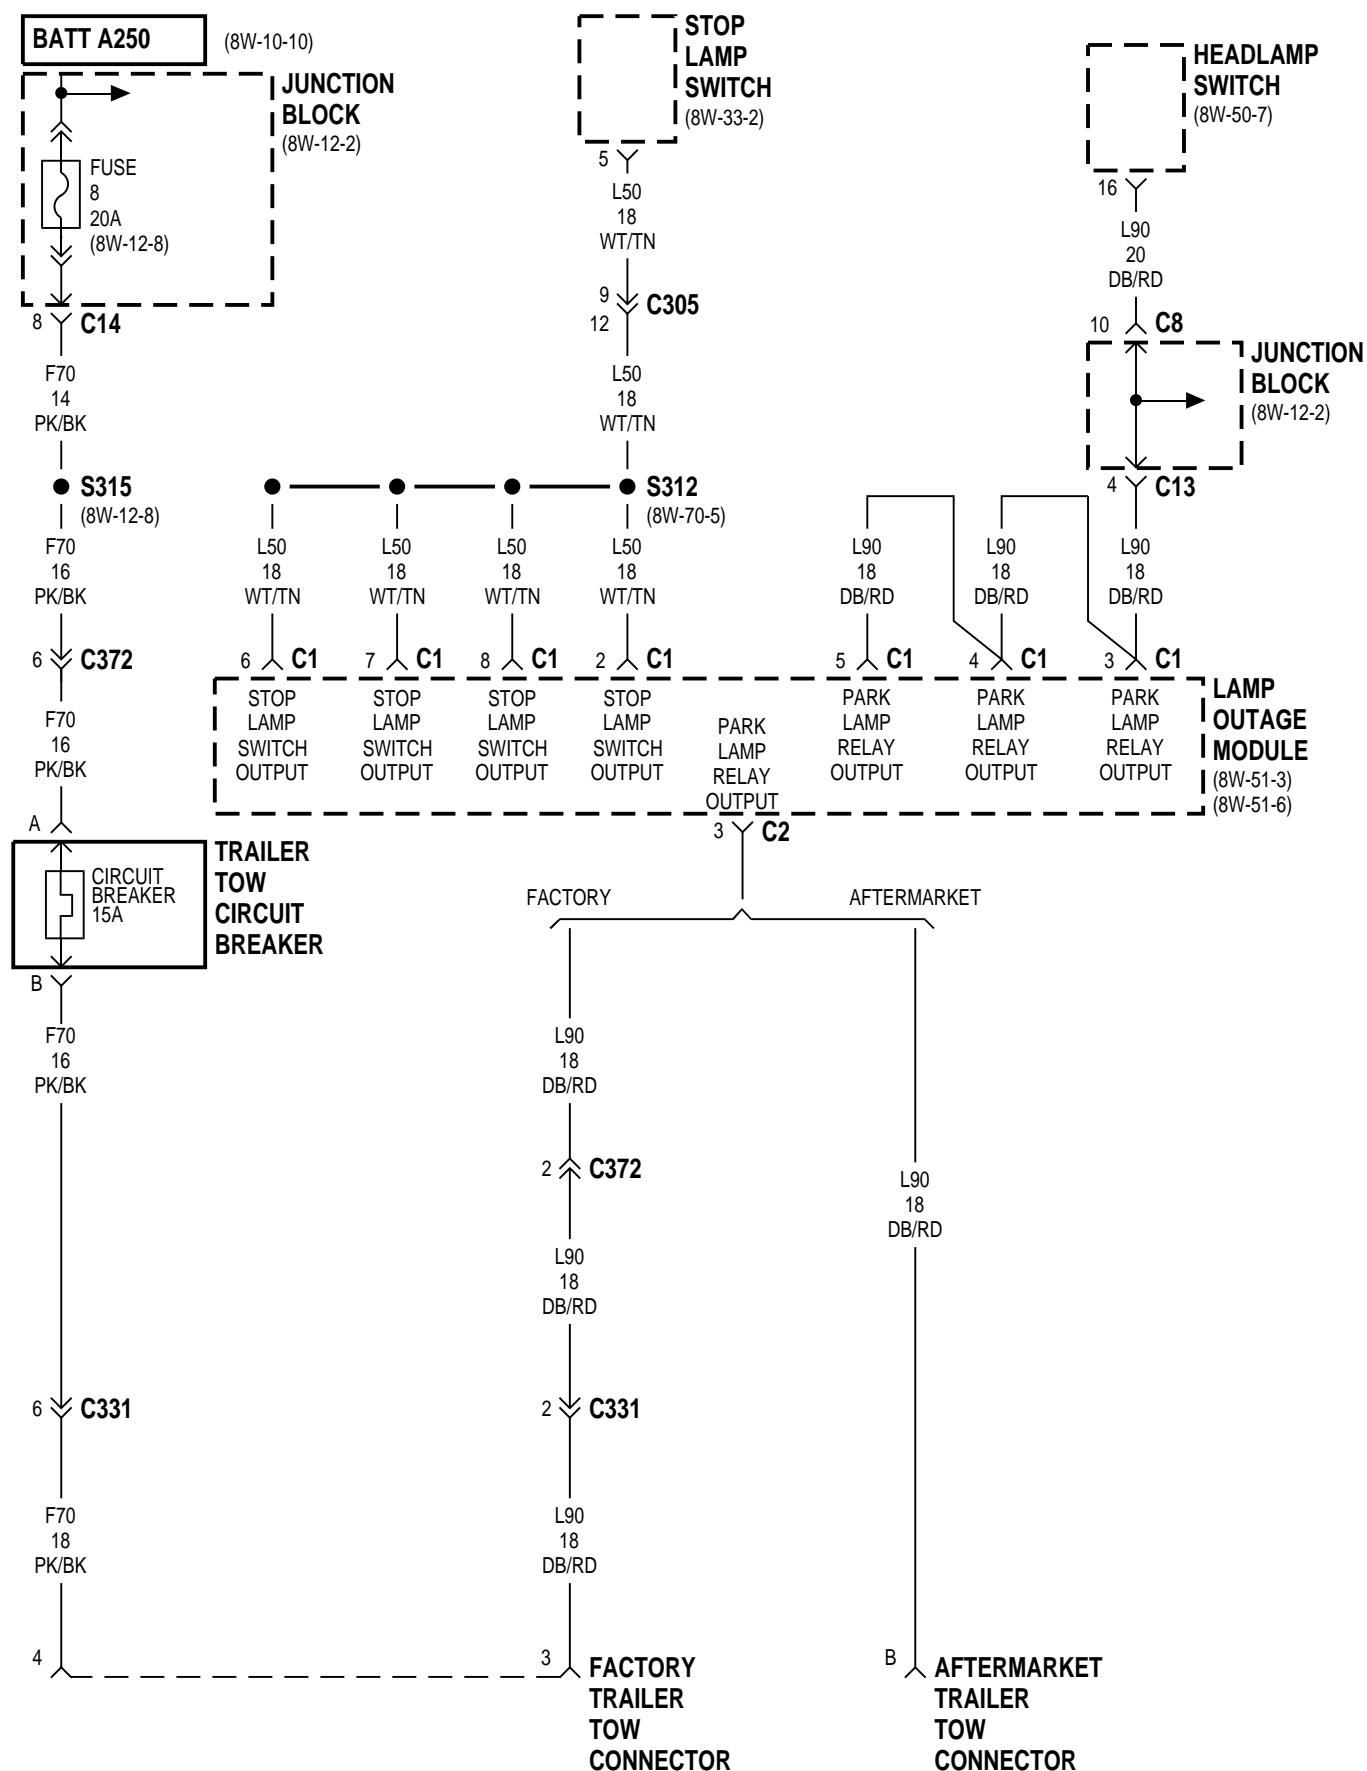 BATT A250
(8W-10-10)
JUNCTION
BLOCK
(8W-12-2)
FUSE
8
20A
(8W-12-8)
8
C14
F70
14
PK/BK
S315
(8W-12-8)
F70
16
PK/BK
6
C372
F70
16
PK/BK
A
TRAILER
TOW
CIRCUIT
BREAKER
CIRCUIT
BREAKER
15A
B
F70
16
PK/BK
6
C331
F70
18
PK/BK
4
STOP
LAMP
SWITCH
(8W-33-2)
5
L50
18
WT/TN
9
C305
12
L50
18
WT/TN
S312
(8W-70-5)
L50
18
WT/TN
L50
18
WT/TN
L50
18
WT/TN
L50
18
WT/TN
6
C1
7
C1
8
C1
2
C1
HEADLAMP
SWITCH
(8W-50-7)
16
L90
20
DB/RD
10
C8
JUNCTION
BLOCK
(8W-12-2)
4
C13
L90
18
DB/RD
L90
18
DB/RD
L90
18
DB/RD
5
C1
4
C1
3
C1
STOP
LAMP
SWITCH
OUTPUT
STOP
LAMP
SWITCH
OUTPUT
STOP
LAMP
SWITCH
OUTPUT
STOP
LAMP
SWITCH
OUTPUT
PARK
LAMP
RELAY
OUTPUT
PARK
LAMP
RELAY
OUTPUT
PARK
LAMP
RELAY
OUTPUT
PARK
LAMP
RELAY
OUTPUT
LAMP
OUTAGE
MODULE
(8W-51-3)
(8W-51-6)
3
C2
FACTORY
AFTERMARKET
L90
18
DB/RD
2
C372
L90
18
DB/RD
2
C331
L90
18
DB/RD
3
FACTORY
TRAILER
TOW
CONNECTOR
L90
18
DB/RD
B
AFTERMARKET
TRAILER
TOW
CONNECTOR